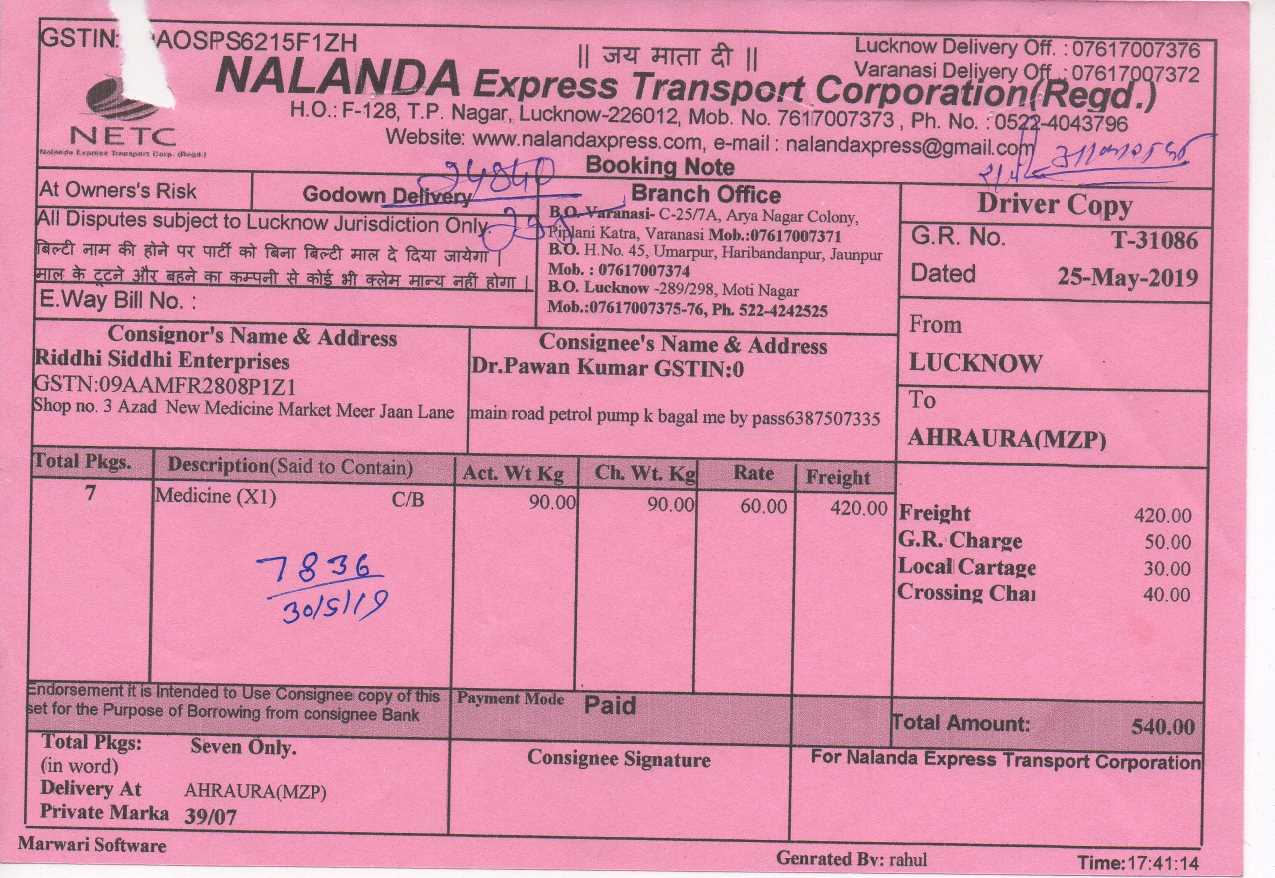 GSTIN: AOSPS6215F1ZH
|| जय माता दी ||
Lucknow Delivery Off. : 07617007376
Varanasi Delivery Off. : 07617007372
NALANDA Express Transport Corporation(Regd.)
NETC
Nalanda Express Transport Corp. (Regd.)
H.O.: F-128, T.P. Nagar, Lucknow-226012, Mob. No. 7617007373 , Ph. No. : 0522-4043796
Website: www.nalandaxpress.com, e-mail : nalandaxpress@gmail.com
Booking Note
At Owners's Risk
Godown Delivery
24840
All Disputes subject to Lucknow Jurisdiction Only.
बिल्टी नाम की होने पर पार्टी को बिना बिल्टी माल दे दिया जायेगा |
माल के टूटने और बहने का कम्पनी से कोई भी क्लेम मान्य नहीं होगा |
E.Way Bill No. :
Branch Office
B.O. Varanasi- C-25/7A, Arya Nagar Colony,
Piplani Katra, Varanasi Mob.:07617007371
B.O. H.No. 45, Umarpur, Haribandanpur, Jaunpur
Mob. : 07617007374
B.O. Lucknow -289/298, Moti Nagar
Mob.:07617007375-76, Ph. 522-4242525
Driver Copy
G.R. No. T-31086
Dated 25-May-2019
From
LUCKNOW
To
AHRAURA(MZP)
Consignor's Name & Address
Riddhi Siddhi Enterprises
GSTN:09AAMFR2808P1Z1
Shop no. 3 Azad New Medicine Market Meer Jaan Lane
Consignee's Name & Address
Dr.Pawan Kumar GSTIN:0
main road petrol pump k bagal me by pass6387507335
Total Pkgs. Description(Said to Contain) Act. Wt Kg Ch. Wt. Kg Rate Freight
7 Medicine (X1) C/B 90.00 90.00 60.00 420.00
7836
30/5/19
Freight 420.00
G.R. Charge 50.00
Local Cartage 30.00
Crossing Char 40.00
Endorsement it is Intended to Use Consignee copy of this
set for the Purpose of Borrowing from consignee Bank
Payment Mode Paid
Total Amount: 540.00
Total Pkgs: Seven Only.
(in word)
Delivery At AHRAURA(MZP)
Private Marka 39/07
Consignee Signature
For Nalanda Express Transport Corporation
Marwari Software
Genrated By: rahul
Time:17:41:14